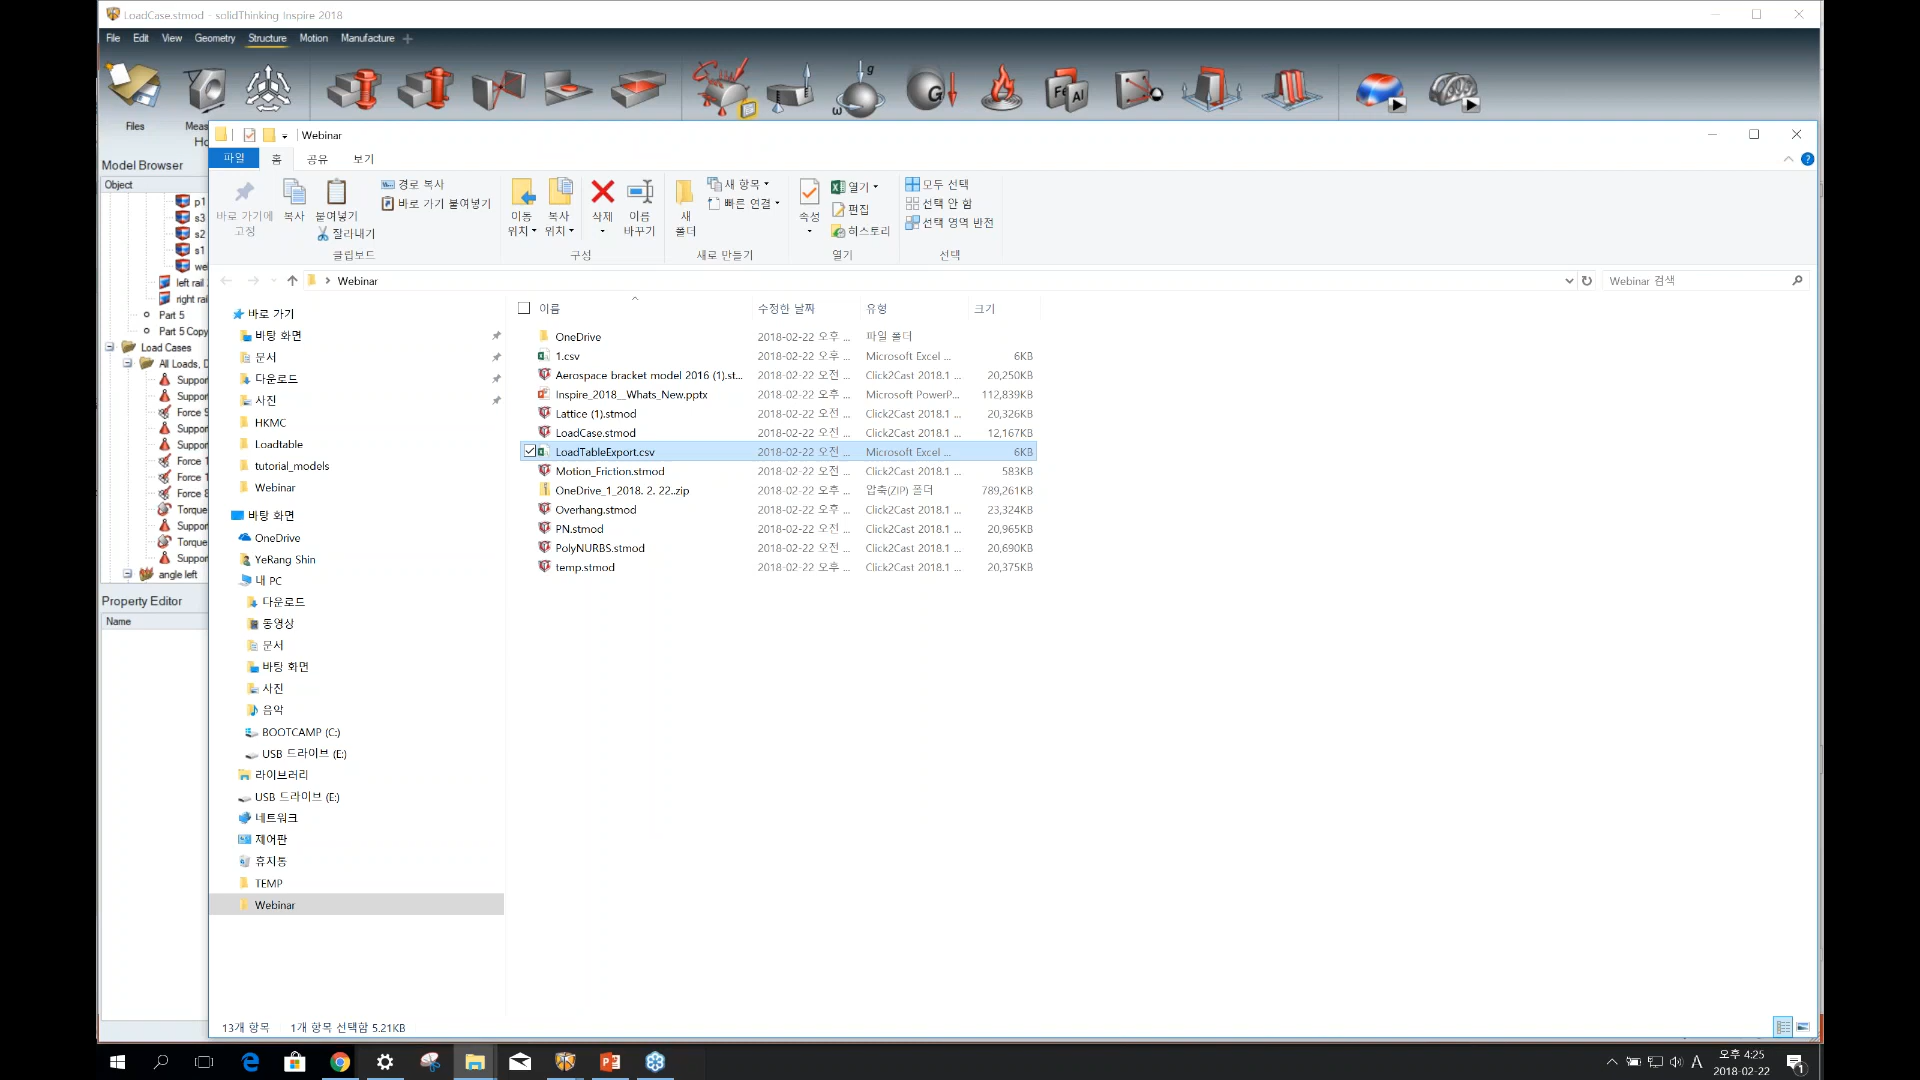 LoadCase.stmod - solidThinking Inspire 2018
File Edit View Geometry Structure Motion Manufacture
Files
Webinar
파일 홈 공유 보기
Model Browser
Object
바로 가기에 고정
복사
붙여넣기
경로 복사
바로 가기 붙여넣기
잘라내기
클립보드
이동 위치
복사 위치
삭제
이름 바꾸기
구성
새 폴더
새 항목
빠른 연결
새로 만들기
속성
열기
편집
히스토리
열기
모두 선택
선택 안 함
선택 영역 반전
선택
Webinar
Webinar 검색
p1
s3
s2
s1
left rail
right rai
Part 5
Part 5 Copy
Load Cases
All Loads, D
Suppor
Suppor
Force 9
Suppor
Suppor
Force 1
Force 1
Force 8
Torque
Suppor
Torque
Suppor
angle left
Property Editor
Name
바로 가기
바탕 화면
문서
다운로드
사진
HKMC
Loadtable
tutorial_models
Webinar
바탕 화면
OneDrive
YeRang Shin
내 PC
다운로드
동영상
문서
바탕 화면
사진
음악
BOOTCAMP (C:)
USB 드라이브 (E:)
라이브러리
USB 드라이브 (E:)
네트워크
제어판
휴지통
TEMP
Webinar
이름 수정한 날짜 유형 크기
OneDrive 2018-02-22 오후 ... 파일 폴더
1.csv 2018-02-22 오후 ... Microsoft Excel ... 6KB
Aerospace bracket model 2016 (1).st... 2018-02-22 오전 ... Click2Cast 2018.1 ... 20,250KB
Inspire_2018__Whats_New.pptx 2018-02-22 오후 ... Microsoft PowerP... 112,839KB
Lattice (1).stmod 2018-02-22 오전 ... Click2Cast 2018.1 ... 20,326KB
LoadCase.stmod 2018-02-22 오전 ... Click2Cast 2018.1 ... 12,167KB
LoadTableExport.csv 2018-02-22 오전 ... Microsoft Excel ... 6KB
Motion_Friction.stmod 2018-02-22 오전 ... Click2Cast 2018.1 ... 583KB
OneDrive_1_2018. 2. 22..zip 2018-02-22 오후 ... 압축(ZIP) 폴더 789,261KB
Overhang.stmod 2018-02-22 오후 ... Click2Cast 2018.1 ... 23,324KB
PN.stmod 2018-02-22 오전 ... Click2Cast 2018.1 ... 20,965KB
PolyNURBS.stmod 2018-02-22 오전 ... Click2Cast 2018.1 ... 20,690KB
temp.stmod 2018-02-22 오후 ... Click2Cast 2018.1 ... 20,375KB
13개 항목 1개 항목 선택함 5.21KB
A
오후 4:25
2018-02-22
1